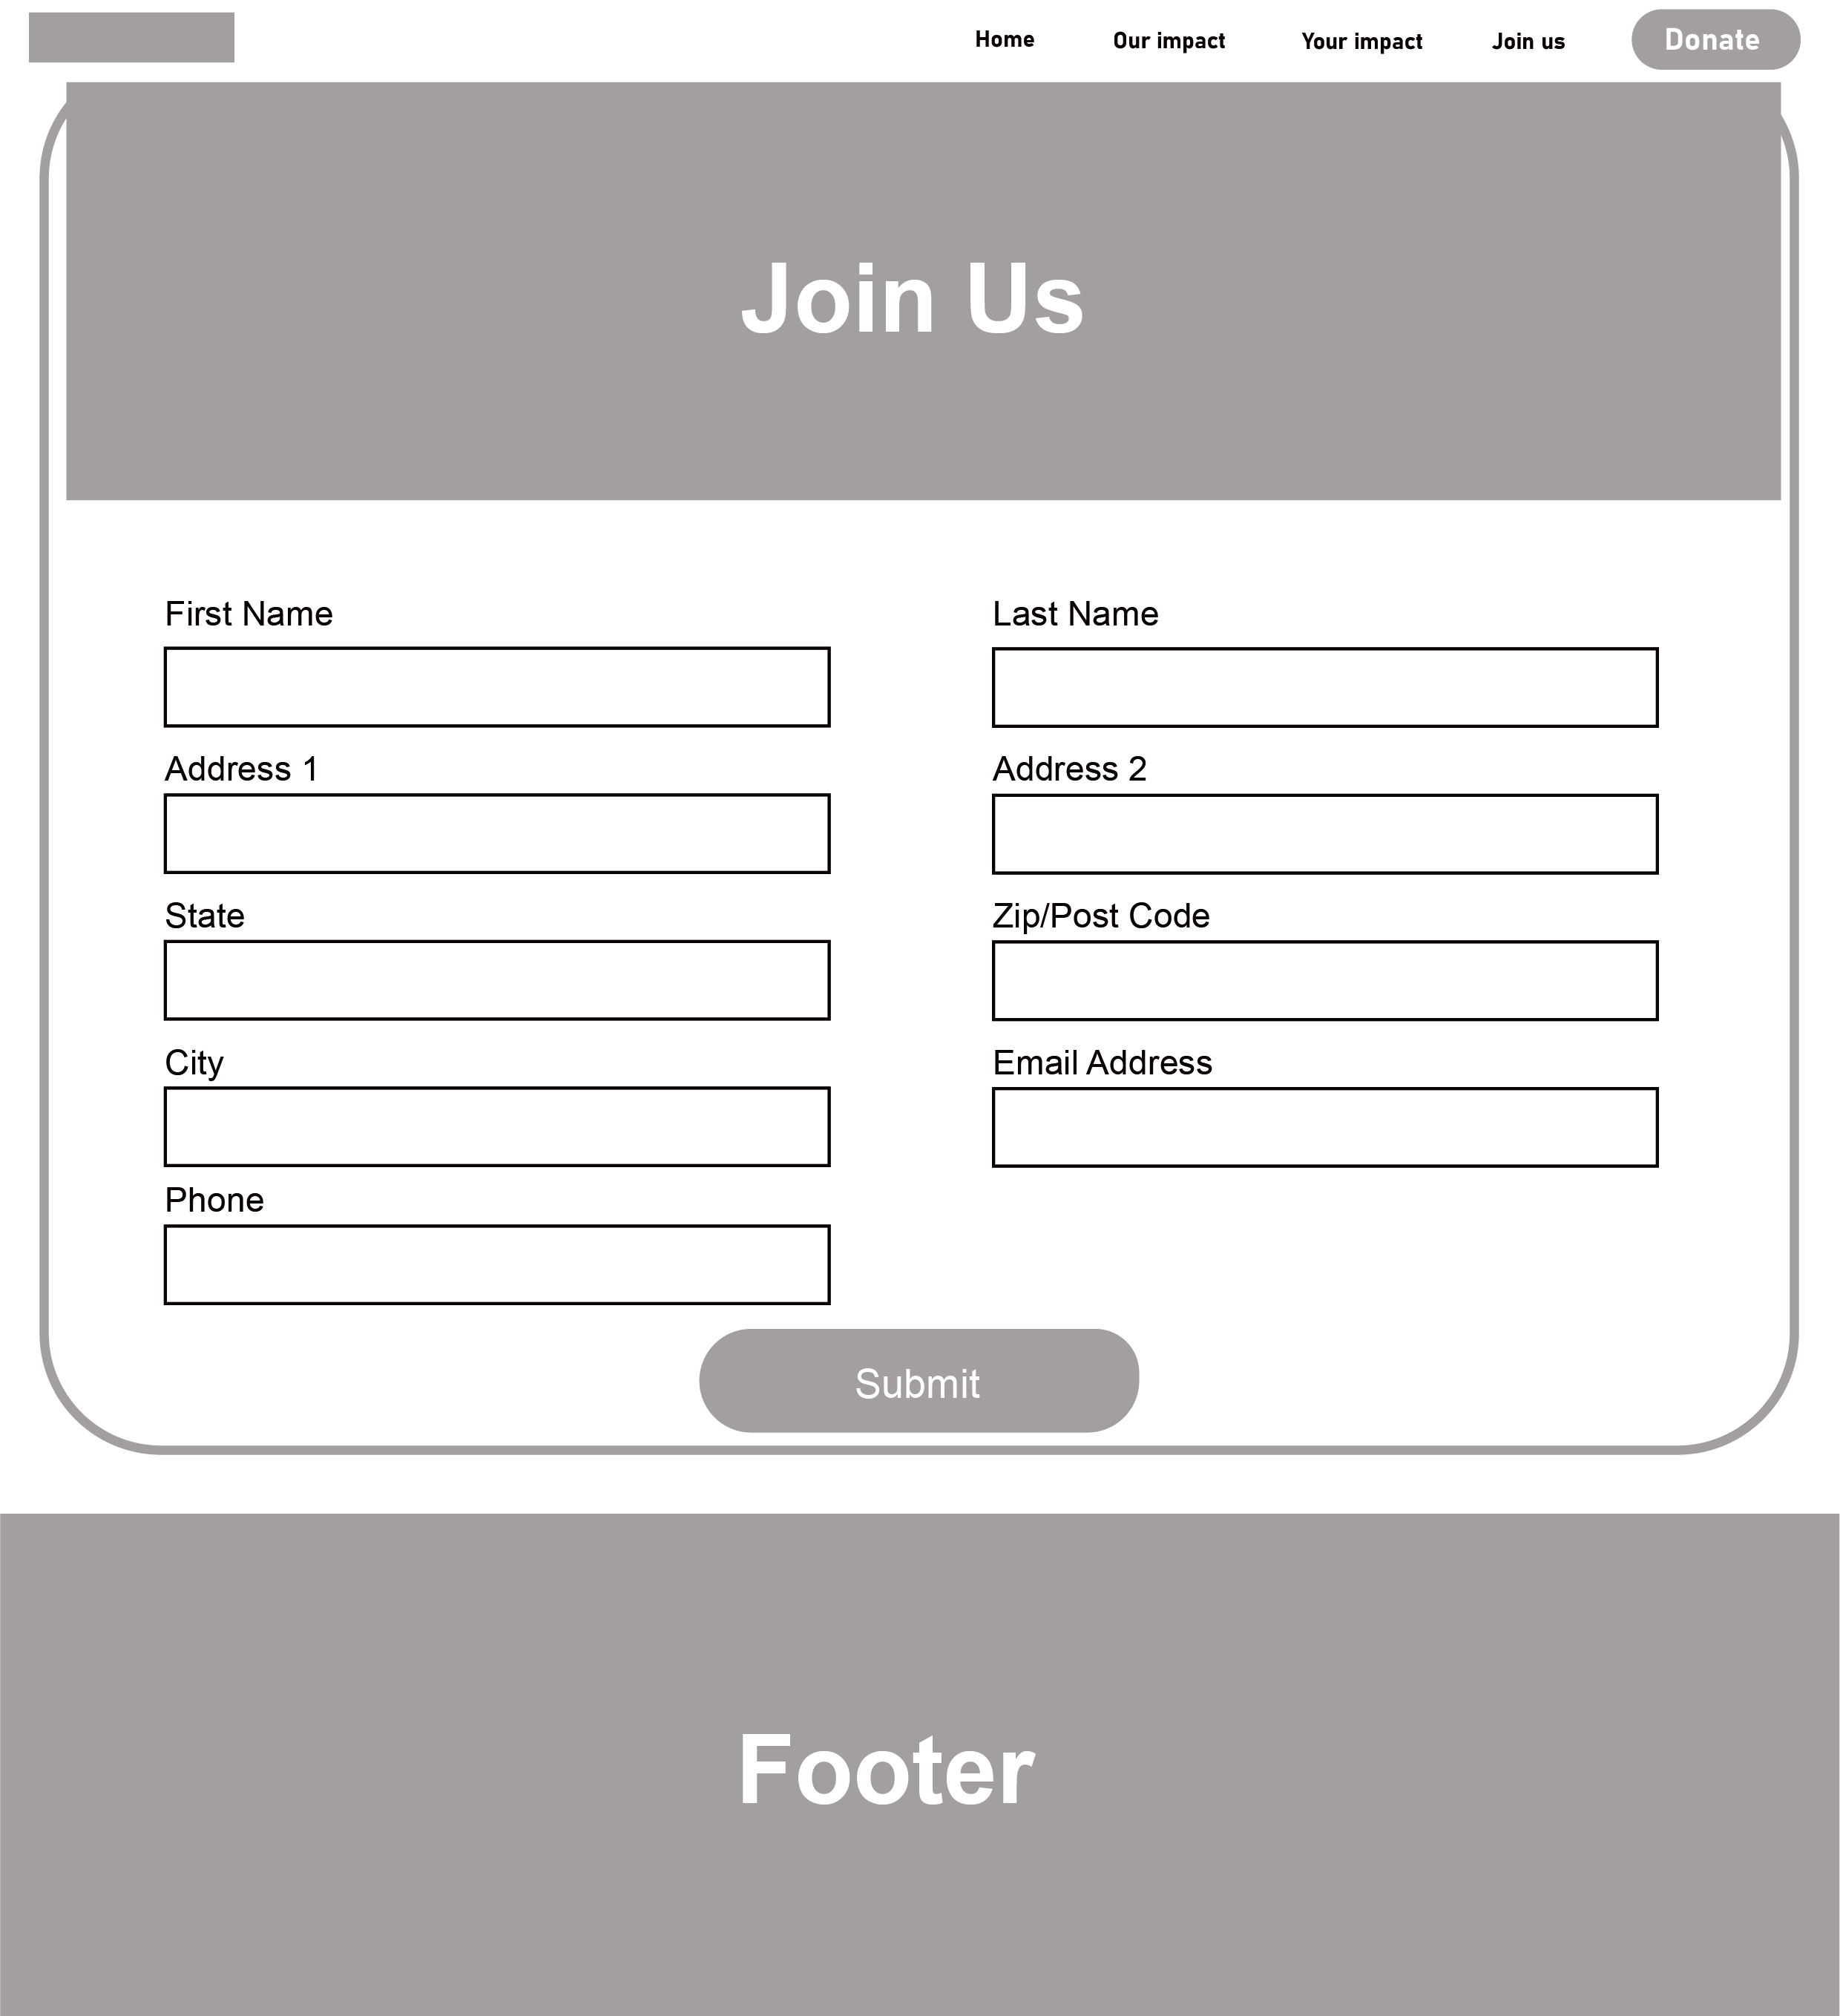 Home Our impact Your impact Join us Donate
Join Us
First Name Last Name
Address 1 Address 2
State Zip/Post Code
City Email Address
Phone
Submit
Footer